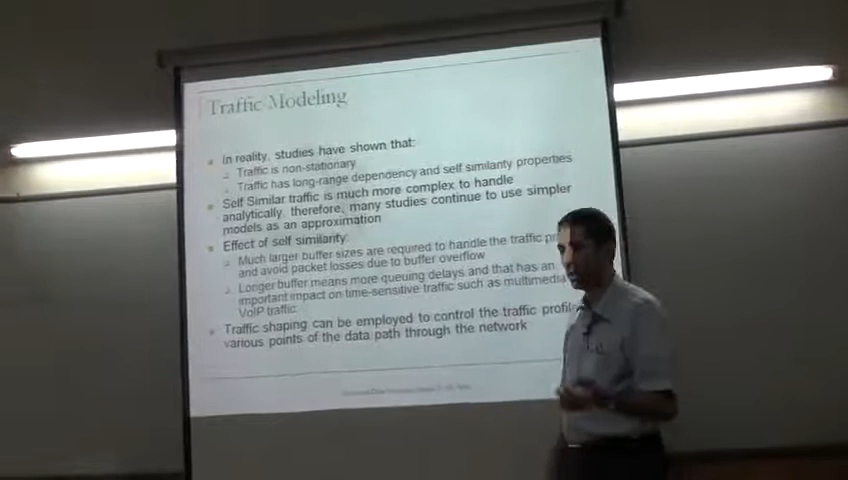 Traffic Modeling
In reality, studies have shown that:
Traffic is non-stationary
Traffic has long-range dependency and self similarity properties
Self Similar traffic is much more complex to handle
analytically, therefore, many studies continue to use simpler
models as an approximation
Effect of self similarity:
Much larger buffer sizes are required to handle the traffic
and avoid packet losses due to buffer overflow
Longer buffer means more queuing delays and that has an
important impact on time-sensitive traffic such as multimedia
VoIP traffic
Traffic shaping can be employed to control the traffic profile
various points of the data path through the network